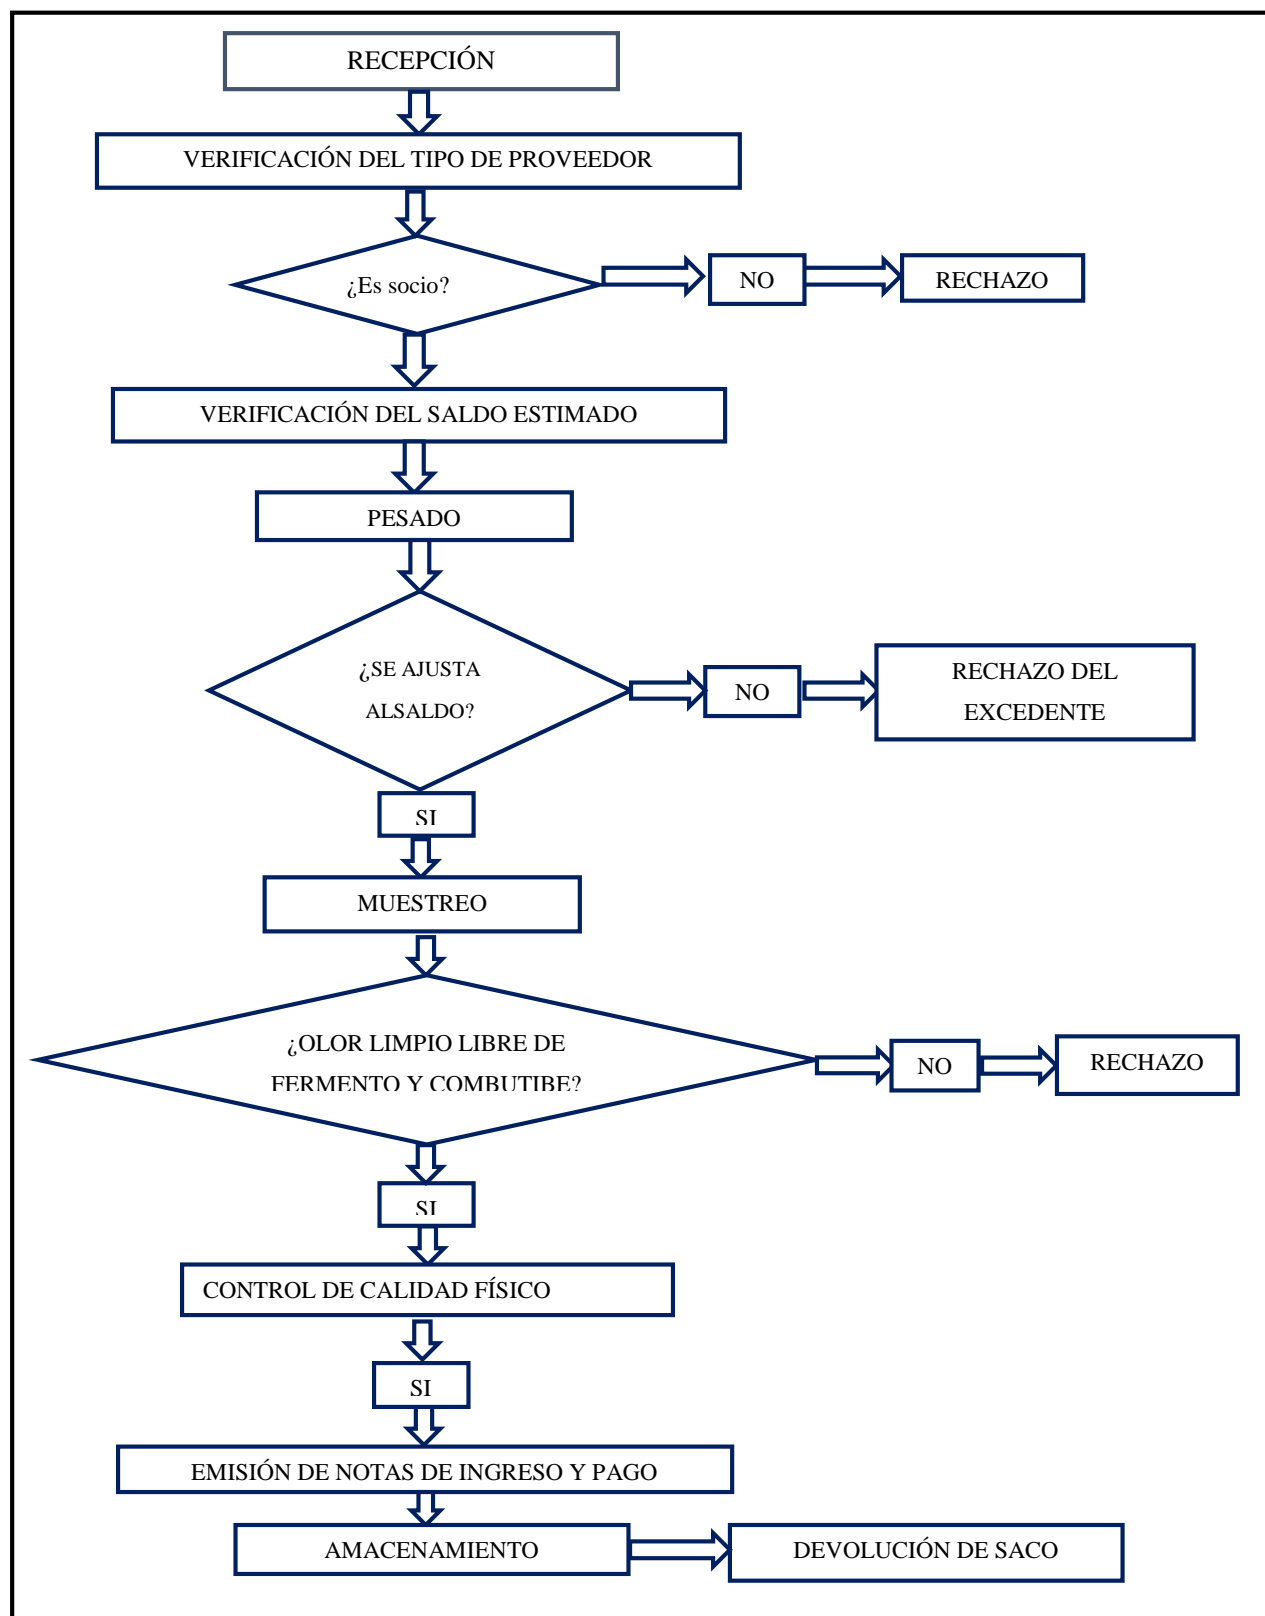 RECEPCIÓN
VERIFICACIÓN DEL TIPO DE PROVEEDOR
¿Es socio?
NO
RECHAZO
VERIFICACIÓN DEL SALDO ESTIMADO
PESADO
¿SE AJUSTA
ALSALDO?
NO
RECHAZO DEL
EXCEDENTE
SI
MUESTREO
¿OLOR LIMPIO LIBRE DE
FERMENTO Y COMBUTIBE?
NO
RECHAZO
SI
CONTROL DE CALIDAD FÍSICO
SI
EMISIÓN DE NOTAS DE INGRESO Y PAGO
AMACENAMIENTO
DEVOLUCIÓN DE SACO